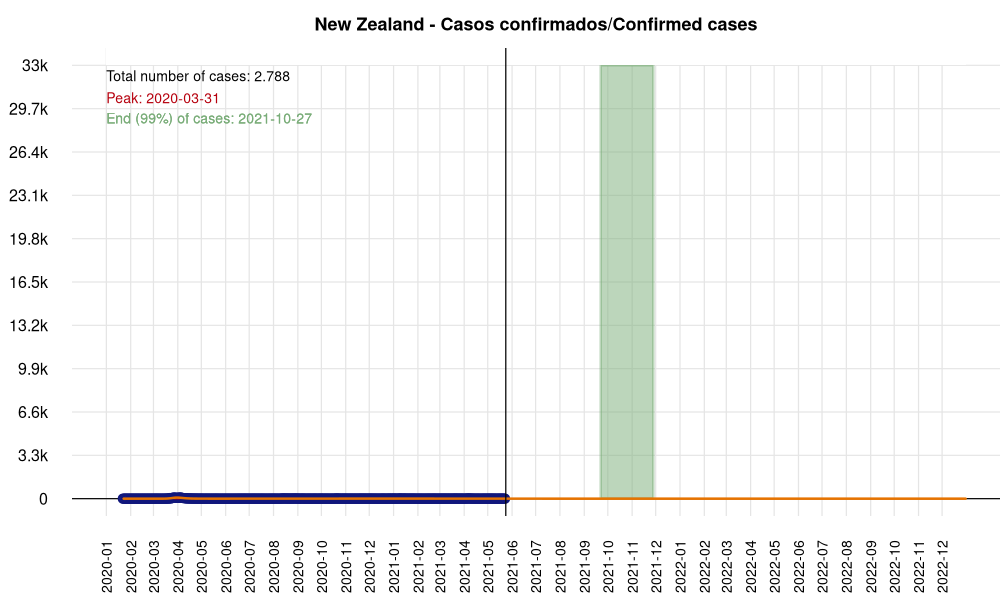 New Zealand - Casos confirmados/Confirmed cases
Total number of cases: 2.788
Peak: 2020-03-31
End (99%) of cases: 2021-10-27
33k
29.7k
26.4k
23.1k
19.8k
16.5k
13.2k
9.9k
6.6k
3.3k
0
2020-01
2020-02
2020-03
2020-04
2020-05
2020-06
2020-07
2020-08
2020-09
2020-10
2020-11
2020-12
2021-01
2021-02
2021-03
2021-04
2021-05
2021-06
2021-07
2021-08
2021-09
2021-10
2021-11
2021-12
2022-01
2022-02
2022-03
2022-04
2022-05
2022-06
2022-07
2022-08
2022-09
2022-10
2022-11
2022-12